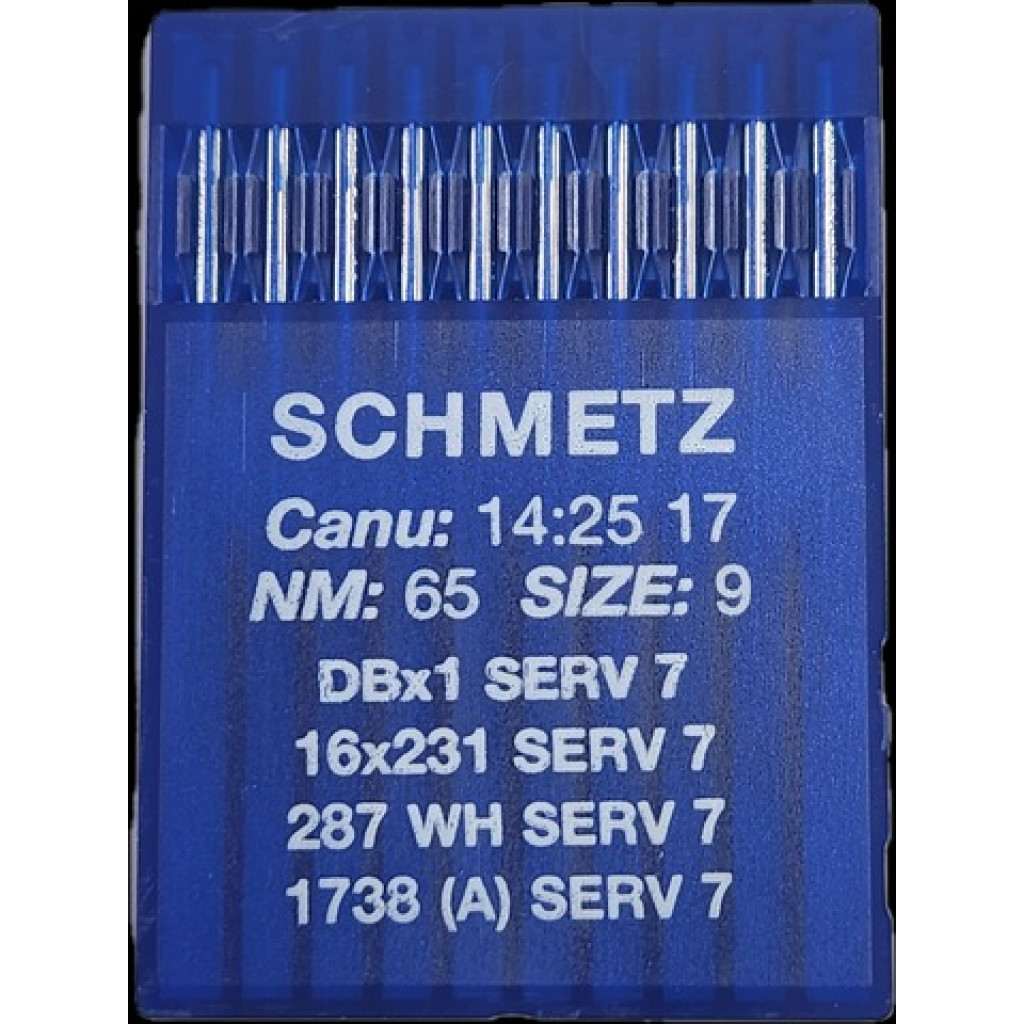 SCHMETZ
Canu: 14:25 17
NM: 65 SIZE: 9
DBx1 SERV 7
16x231 SERV 7
287 WH SERV 7
1738 (A) SERV 7